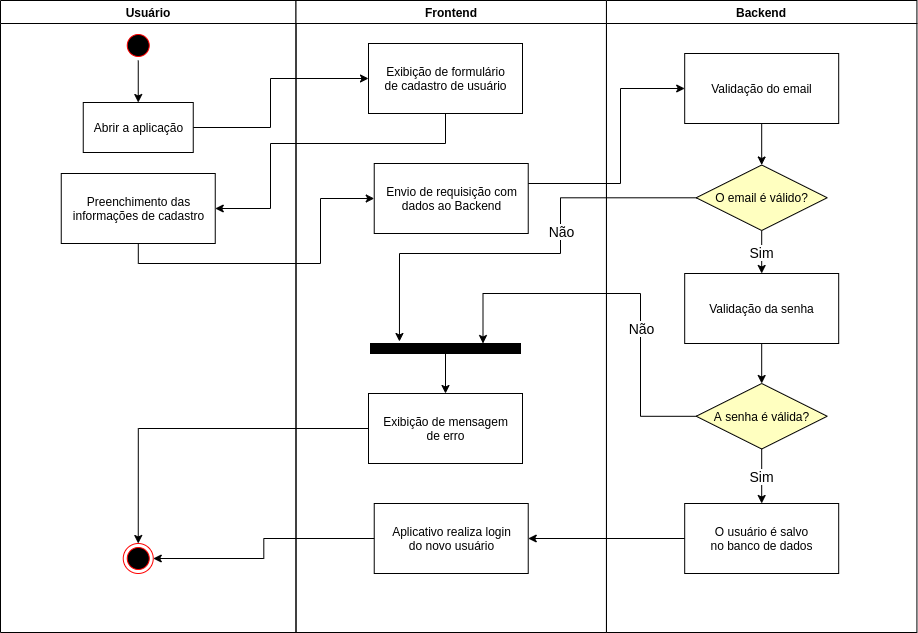 Usuário
Frontend
Backend
Abrir a aplicação
Exibição de formulário
de cadastro de usuário
Validação do email
Preenchimento das
informações de cadastro
Envio de requisição com
dados ao Backend
O email é válido?
Não
Sim
Validação da senha
Não
A senha é válida?
Exibição de mensagem
de erro
Sim
Aplicativo realiza login
do novo usuário
O usuário é salvo
no banco de dados